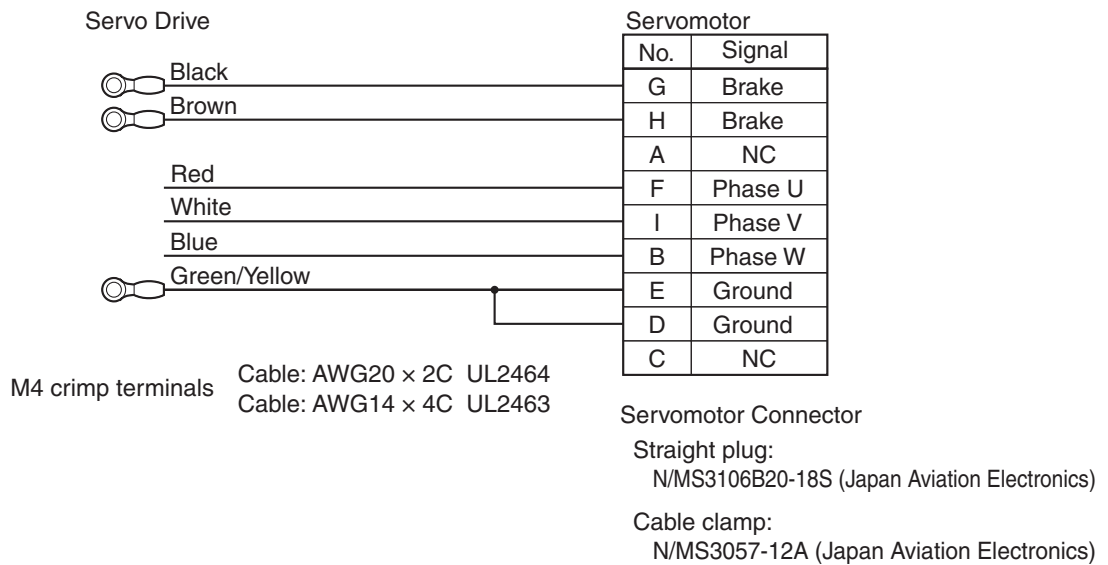 Servo Drive
Servomotor
No. Signal
Black
G Brake
Brown
H Brake
A NC
Red
F Phase U
White
I Phase V
Blue
B Phase W
Green/Yellow
E Ground
D Ground
C NC
M4 crimp terminals
Cable: AWG20 × 2C UL2464
Cable: AWG14 × 4C UL2463
Servomotor Connector
Straight plug:
N/MS3106B20-18S (Japan Aviation Electronics)
Cable clamp:
N/MS3057-12A (Japan Aviation Electronics)